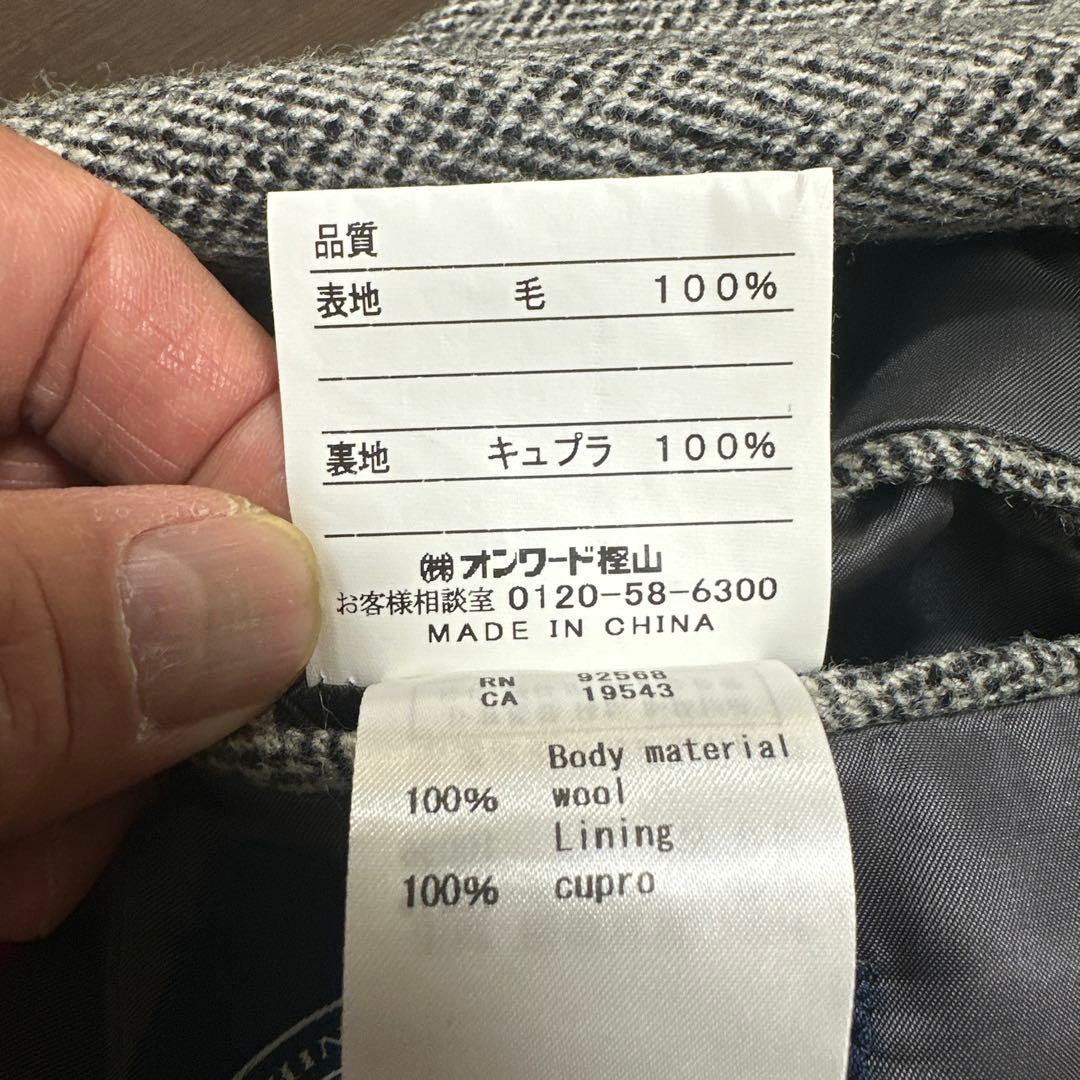 品質
表地 毛 100%
裏地 キュプラ 100%
㈱オンワード樫山
お客様相談室 0120-58-6300
MADE IN CHINA
RN 92568
CA 19543
Body material
100% wool
Lining
100% cupro